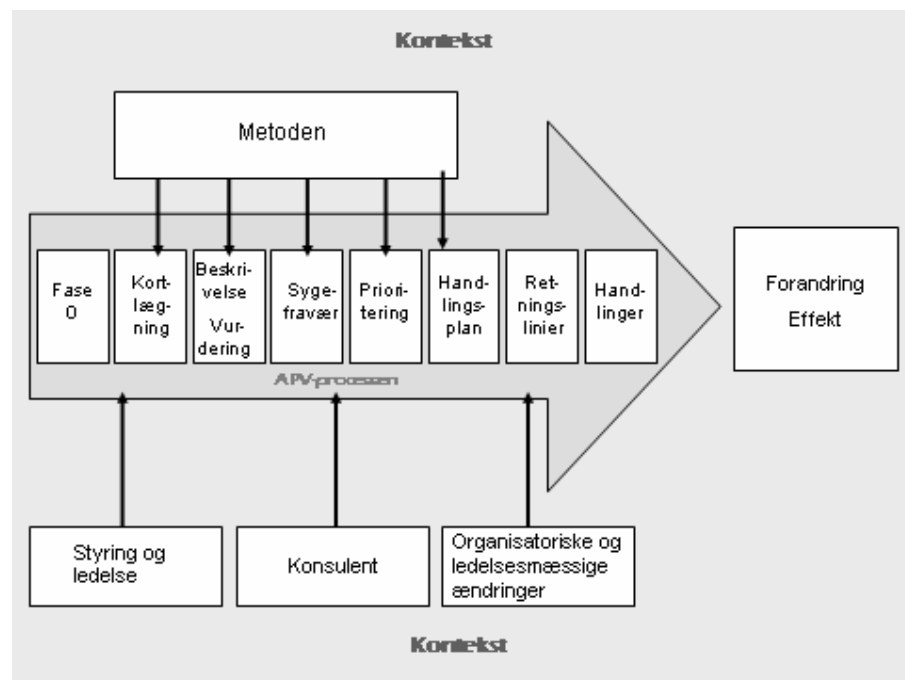 Kontekst
Metoden
Fase
0
Kort-
læg-
ning
Beskri-
velse
Vur-
dering
Syge-
fravær
Priori-
tering
Hand-
lings-
plan
Ret-
nings-
linier
Hand-
linger
APV-processen
Forandring
Effekt
Styring og
ledelse
Konsulent
Organisatoriske og
ledelsesmæssige
ændringer
Kontekst